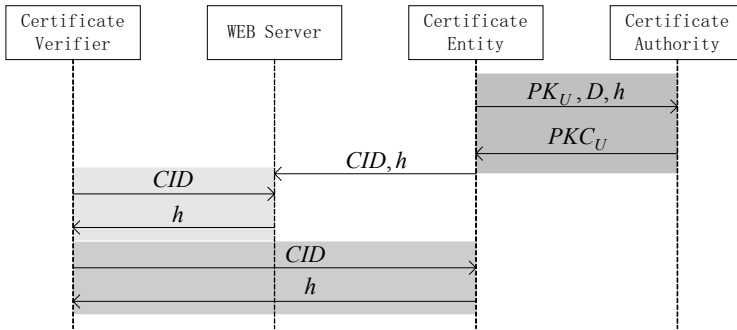 Certificate
Verifier
WEB Server
Certificate
Entity
Certificate
Authority
PK_U, D, h
PKC_U
CID, h
CID
h
CID
h